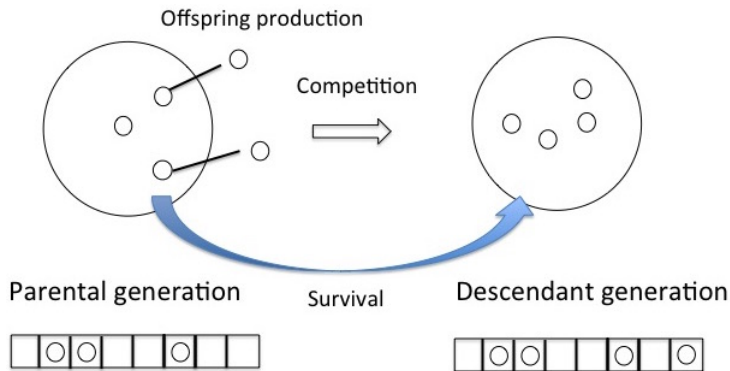 Offspring production
Competition
Survival
Parental generation
Descendant generation